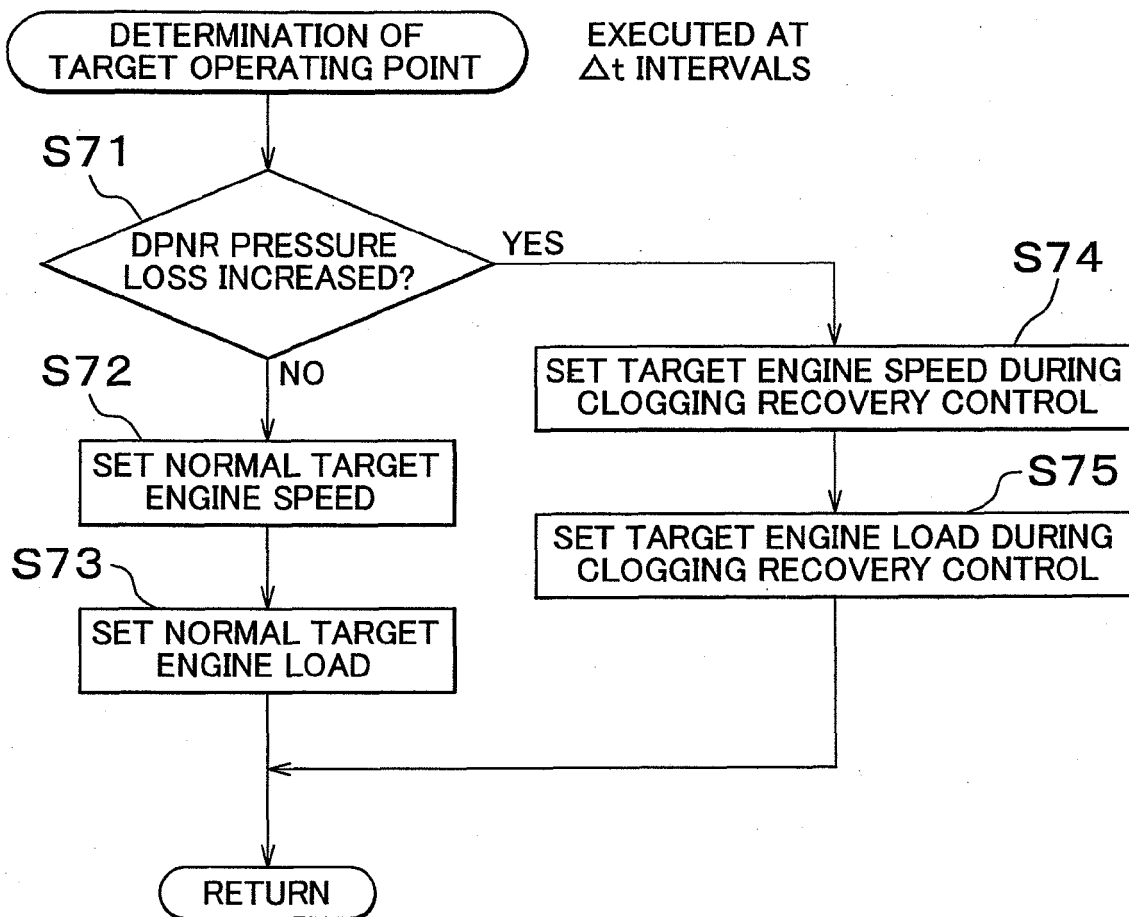 DETERMINATION OF
TARGET OPERATING POINT
EXECUTED AT
Δt INTERVALS
S71
DPNR PRESSURE
LOSS INCREASED?
YES
NO
S72
SET NORMAL TARGET
ENGINE SPEED
S73
SET NORMAL TARGET
ENGINE LOAD
S74
SET TARGET ENGINE SPEED DURING
CLOGGING RECOVERY CONTROL
S75
SET TARGET ENGINE LOAD DURING
CLOGGING RECOVERY CONTROL
RETURN